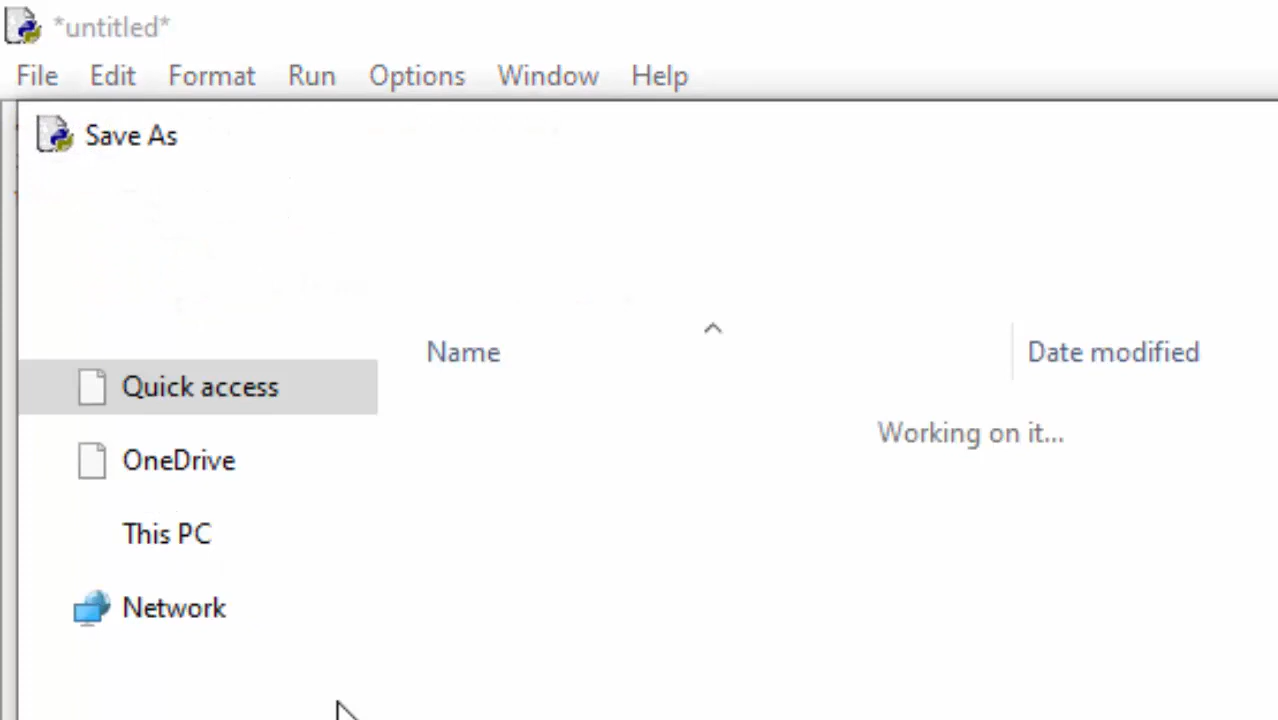 *untitled*
File Edit Format Run Options Window Help
Save As
Name Date modified
Quick access
Working on it...
OneDrive
This PC
Network